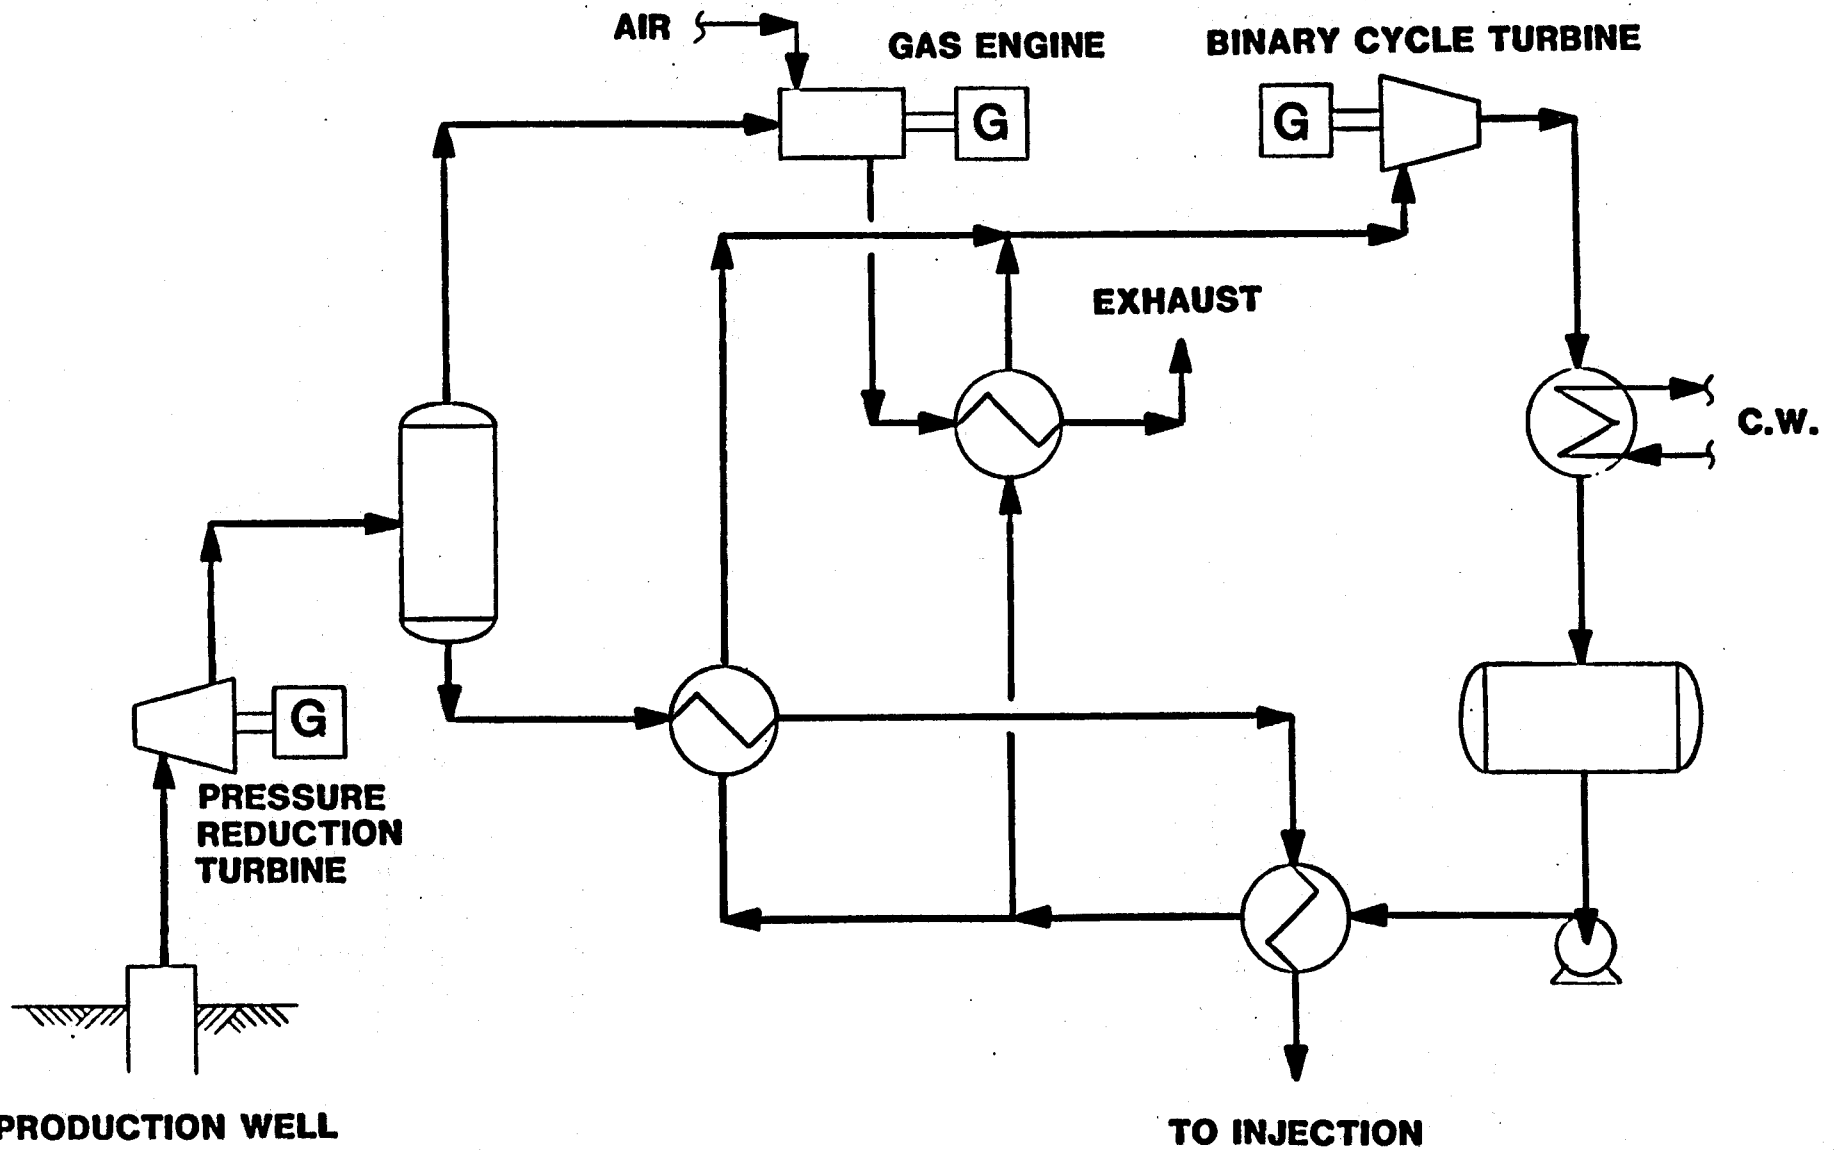 AIR
GAS ENGINE
BINARY CYCLE TURBINE
G
G
EXHAUST
C.W.
G
PRESSURE
REDUCTION
TURBINE
PRODUCTION WELL
TO INJECTION